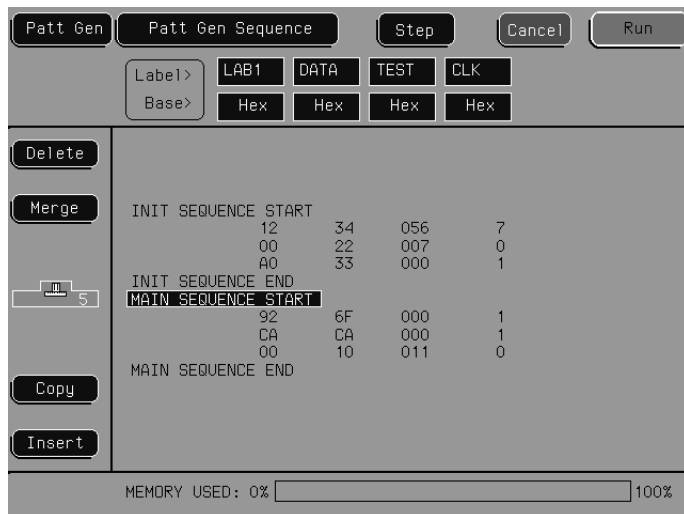 Patt Gen Patt Gen Sequence Step Cancel Run
Label> LAB1 DATA TEST CLK
Base> Hex Hex Hex Hex
Delete
Merge
INIT SEQUENCE START
12 34 056 7
00 22 007 0
A0 33 000 1
INIT SEQUENCE END
5 MAIN SEQUENCE START
92 6F 000 1
CA CA 000 1
00 10 011 0
MAIN SEQUENCE END
Copy
Insert
MEMORY USED: 0% 100%